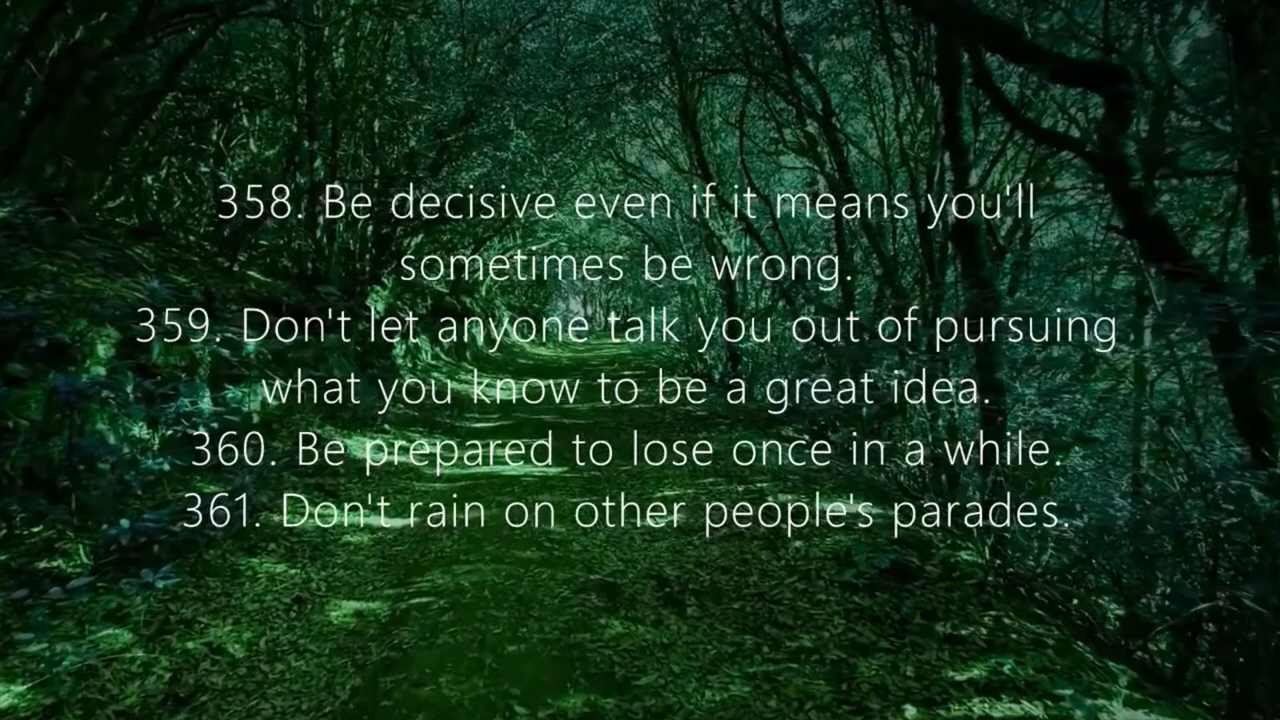 358. Be decisive even if it means you'll
sometimes be wrong.
359. Don't let anyone talk you out of pursuing
what you know to be a great idea.
360. Be prepared to lose once in a while.
361. Don't rain on other people's parades.